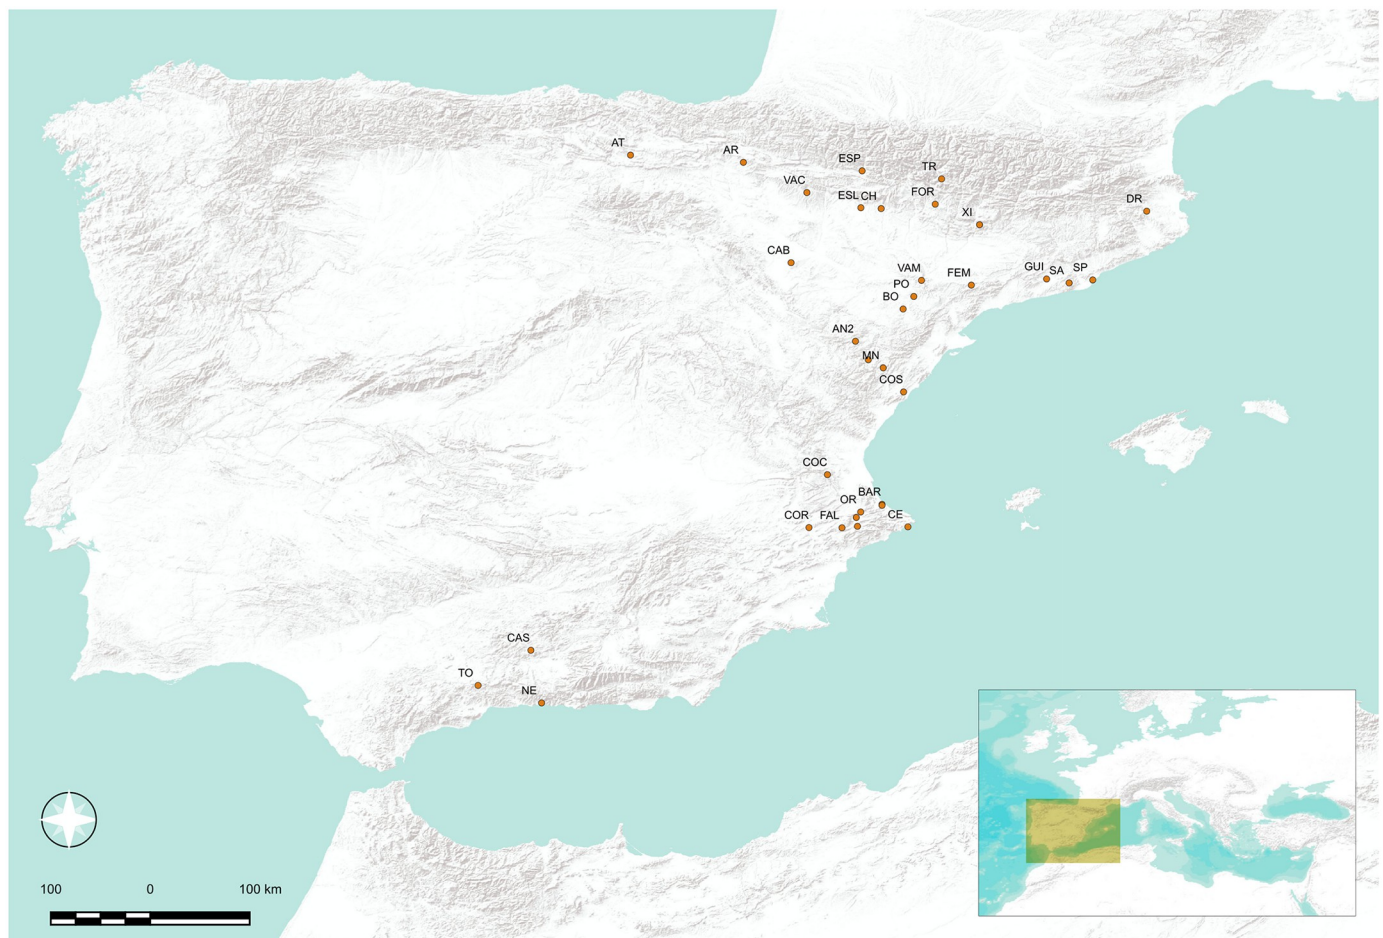 AT
AR
ESP
TR
VAC
ESL
CH
FOR
DR
XI
CAB
VAM
FEM
GUI
SA
SP
PO
BO
AN2
MN
COS
COC
BAR
OR
COR
FAL
CE
CAS
TO
NE
100 0 100 km